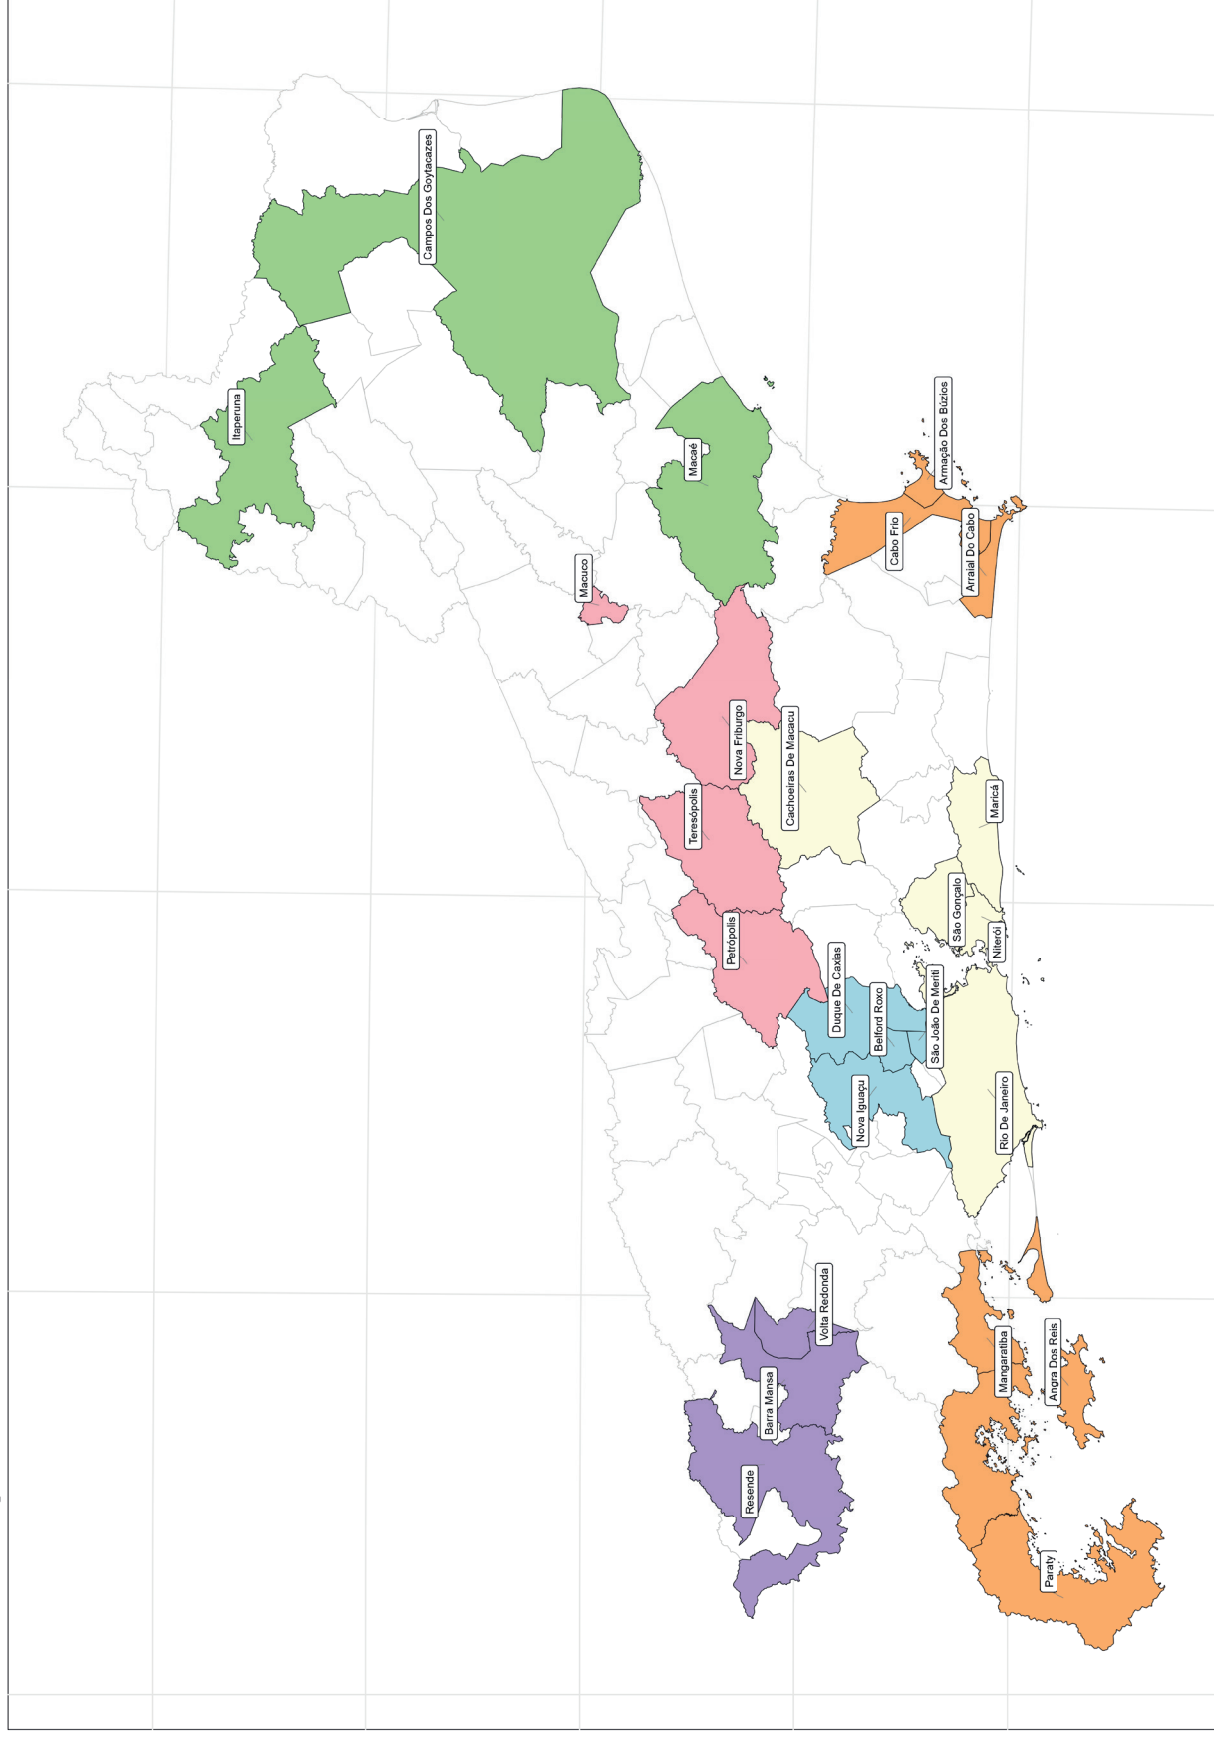 Itaperuna
Campos Dos Goytacazes
Macaé
Macuco
Nova Friburgo
Cachoeiras De Macacu
Teresópolis
Petrópolis
Cabo Frio
Armação Dos Búzios
Arraial Do Cabo
Maricá
São Gonçalo
Niterói
Duque De Caxias
Belford Roxo
São João De Meriti
Nova Iguaçu
Rio De Janeiro
Volta Redonda
Barra Mansa
Resende
Mangaratiba
Angra Dos Reis
Paraty